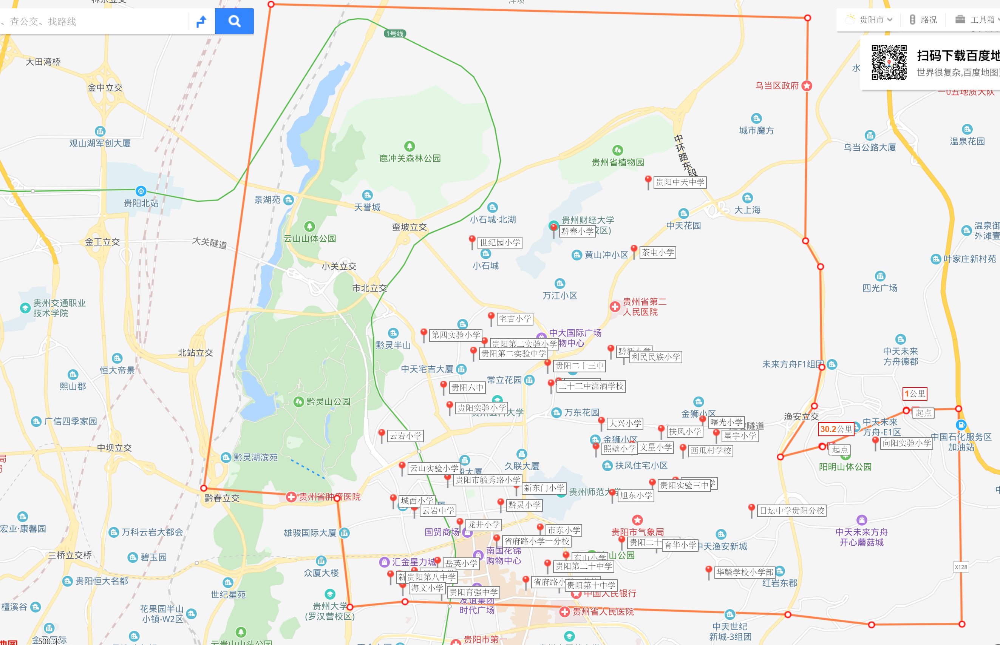 、查公交、找路线
1号线
贵阳市
路况
工具箱
扫码下载百度地
世界很复杂,百度地图
一0五地质大队
大田湾桥
金中立交
乌当区政府
水
观山湖军创大厦
鹿冲关森林公园
贵州省植物园
中环路东段
城市魔方
乌当公路大厦
温泉花园
贵阳中天中学
贵阳北站
景湖苑
天誉城
小石城·北湖
大上海
中天花园
贵州财经大学
校区)
黔春小学
蛮坡立交
云山山体公园
世纪园小学
小石城
黄山冲小区
茶电小学
温泉御
外滩壹
金工立交
大关隧道
小关立交
叶家庄新村苑
市北立交
万江小区
四光广场
贵州交通职业
技术学院
贵州省第二
人民医院
宅吉小学
第四实验小学
贵阳第二实验小学
贵阳第二实验中学
中大国际广场
物中心
黔灵半山
北站立交
黔新小学
利民民族小学
贵阳二十三中
中天未来
方舟德郡
未来方舟F1组团
恒大帝景
熙山郡
中天宅吉大厦
常立花园
二十三中潇洒学校
贵阳六中
黔灵山公园
贵阳实验小学
万东花园
金狮小区
1公里
起点
渔安立交
广信四季家园
大兴小学
曙光小学
扶风小学
星宇小学
30.2公里
起点
中天未来
方舟-E1区
向阳实验小学
中国石化服务区
加油站
云岩小学
金狮小区
照壁小学
文星小学
西瓜村学校
中坝立交
黔灵湖滨苑
久联大厦
扶风住宅小区
阳明山体公园
云山实验小学
贵阳市毓秀路小学
新东门小学
贵州师范大学
贵阳实验三中
旭东小学
黔春立交
贵州省肿瘤医院
城西小学
云岩中学
黔灵小学
日坛中学贵阳分校
宏业·康馨园
万科云岩大都会
雄骏国际大厦
龙井小学
国贸商场
市东小学
省府路小学一分校
贵阳市气象局
育华小学
中天渔安新城
中天未来方舟
开心蘑菇城
三桥立交桥
碧玉园
南国花锦
购物中心
汇金星力城
岳英小学
东山小学
贵阳第二十中学
山公园
众厦大楼
X128
华麟学校小学部
红岩东郡
贵阳恒大名都
世纪星苑
贵阳第八中学
海文小学
贵阳育强中学
贵阳第十中学
中国人民银行
檀溪谷
花果园半山
小镇-W2区
贵州大学
(罗汉营校区)
友谊集团
时代广场
贵州省人民医院
中天世纪
新城-3组团
500 米
云贵山山头公园
贵阳市第一
地图